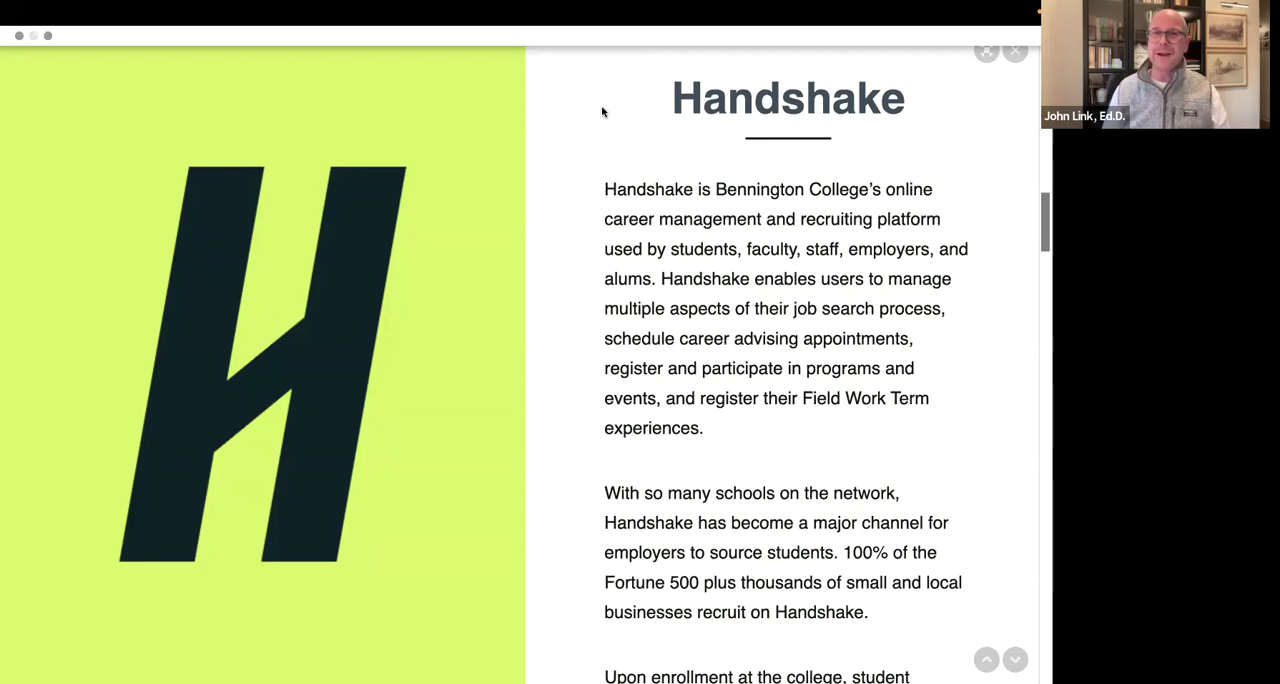 Handshake
John Link, Ed.D.
Handshake is Bennington College’s online
career management and recruiting platform
used by students, faculty, staff, employers, and
alums. Handshake enables users to manage
multiple aspects of their job search process,
schedule career advising appointments,
register and participate in programs and
events, and register their Field Work Term
experiences.
With so many schools on the network,
Handshake has become a major channel for
employers to source students. 100% of the
Fortune 500 plus thousands of small and local
businesses recruit on Handshake.
Upon enrollment at the college, student